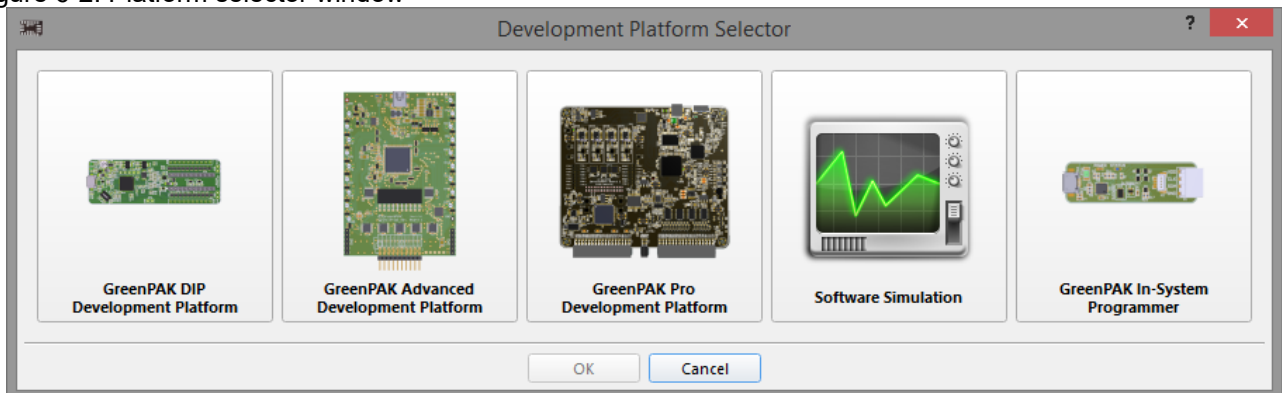 Development Platform Selector
?
GreenPAK DIP
Development Platform
GreenPAK Advanced
Development Platform
GreenPAK Pro
Development Platform
Software Simulation
GreenPAK In-System
Programmer
OK
Cancel